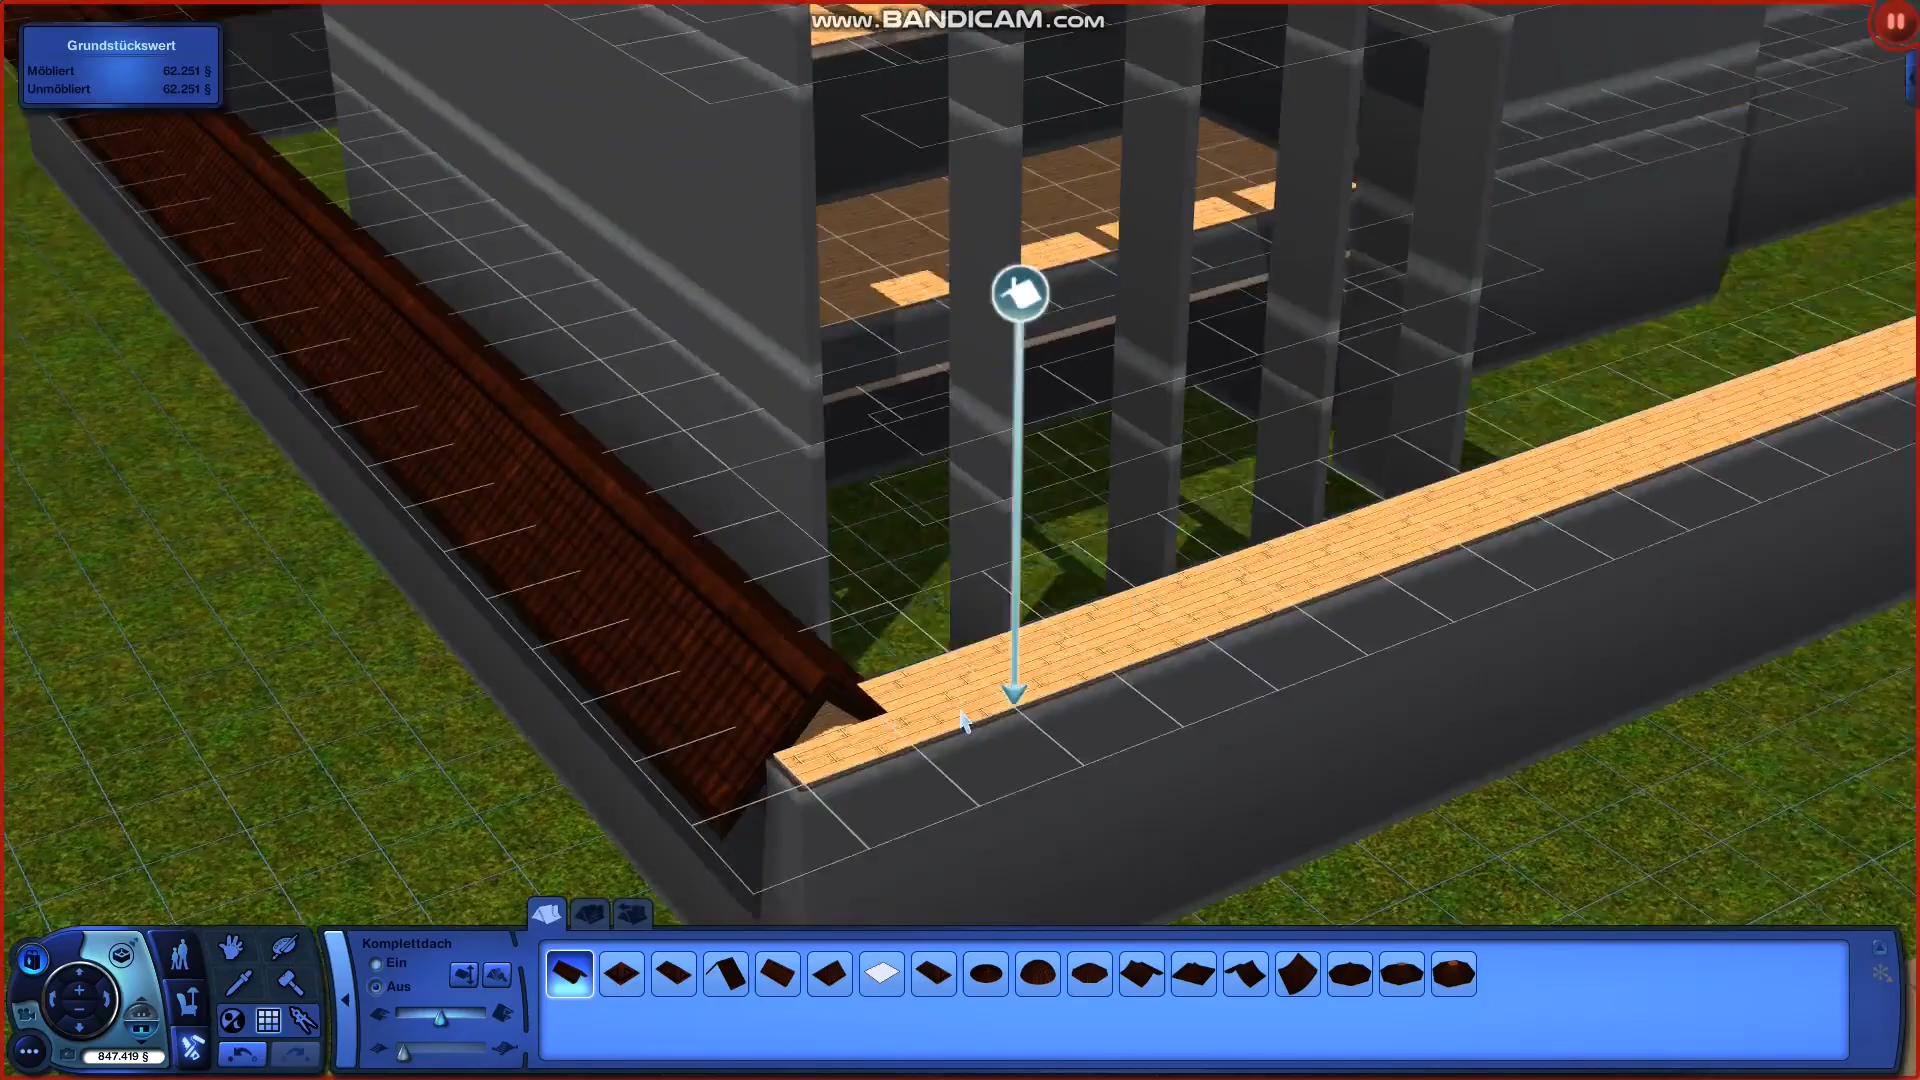 www.BANDICAM.com
Grundstückswert
Möbliert 62.251 §
Unmöbliert 62.251 §
Komplettdach
Ein
Aus
847.419 §